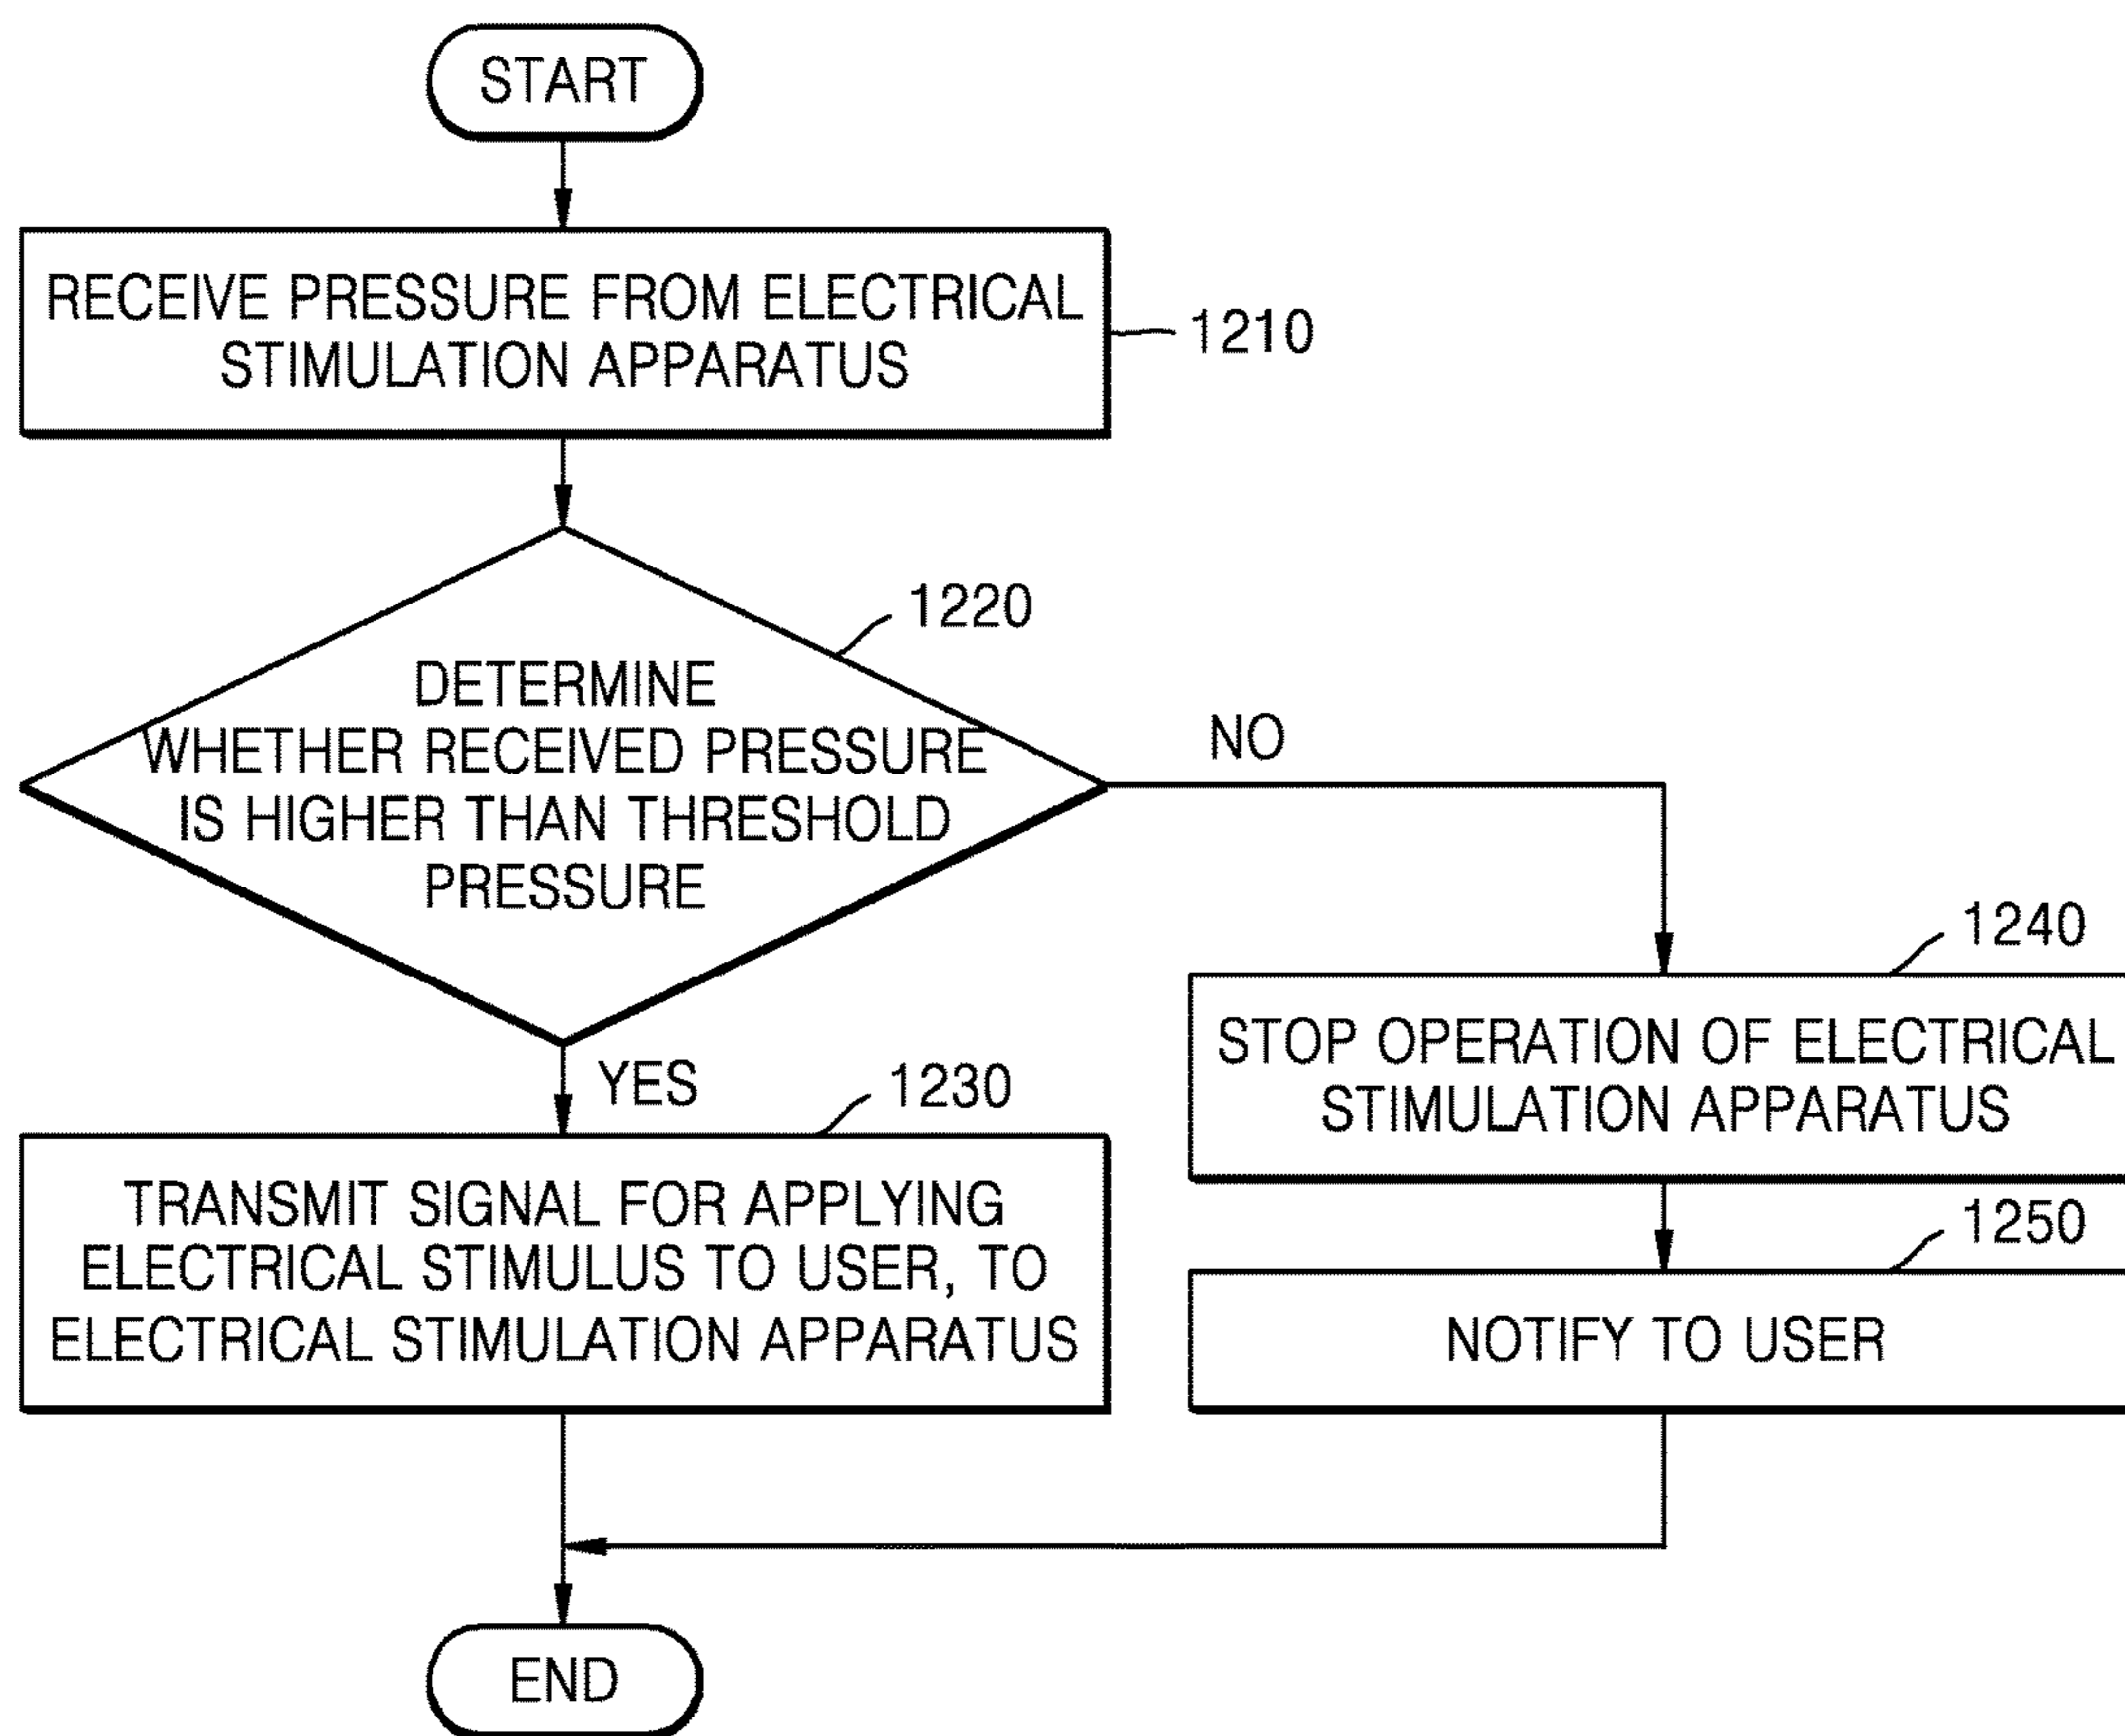 START
RECEIVE PRESSURE FROM ELECTRICAL
STIMULATION APPARATUS
1210
1220
DETERMINE
WHETHER RECEIVED PRESSURE
IS HIGHER THAN THRESHOLD
PRESSURE
NO
YES
1230
TRANSMIT SIGNAL FOR APPLYING
ELECTRICAL STIMULUS TO USER, TO
ELECTRICAL STIMULATION APPARATUS
1240
STOP OPERATION OF ELECTRICAL
STIMULATION APPARATUS
1250
NOTIFY TO USER
END